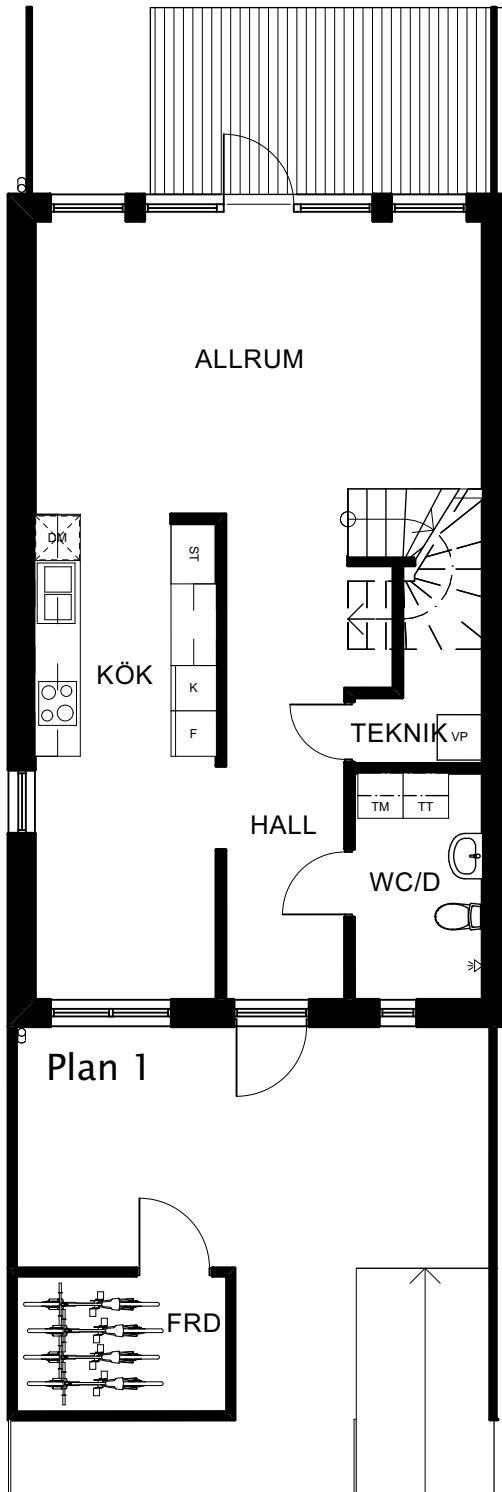 ALLRUM
DM
ST
KÖK
K
F
TEKNIK VP
TM TT
HALL
WC/D
Plan 1
FRD